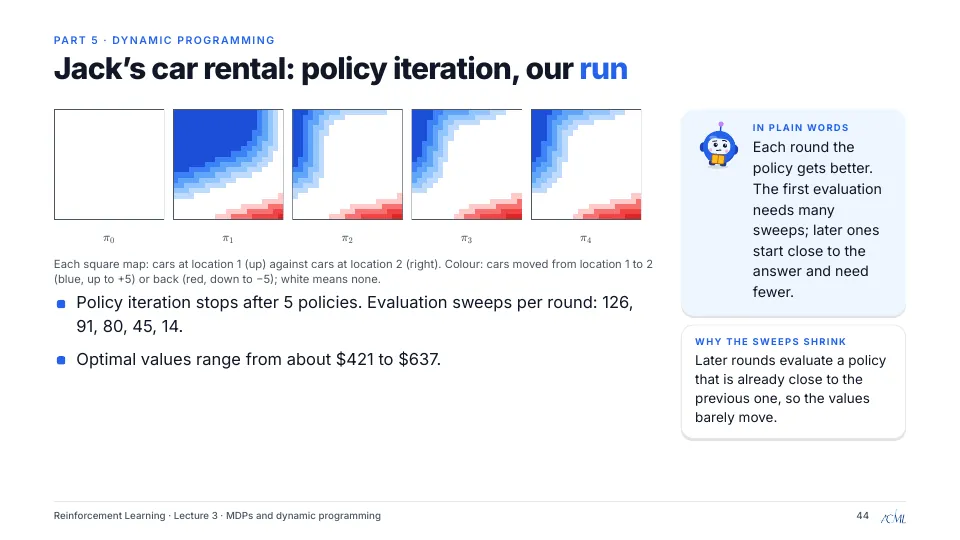 PART 5 · DYNAMIC PROGRAMMING
Jack’s car rental: policy iteration, our run
π0
π1
π2
π3
π4
Each square map: cars at location 1 (up) against cars at location 2 (right). Colour: cars moved from location 1 to 2
(blue, up to +5) or back (red, down to −5); white means none.
Policy iteration stops after 5 policies. Evaluation sweeps per round: 126,
91, 80, 45, 14.
Optimal values range from about $421 to $637.
IN PLAIN WORDS
Each round the
policy gets better.
The first evaluation
needs many
sweeps; later ones
start close to the
answer and need
fewer.
WHY THE SWEEPS SHRINK
Later rounds evaluate a policy
that is already close to the
previous one, so the values
barely move.
Reinforcement Learning · Lecture 3 · MDPs and dynamic programming
44
ACML